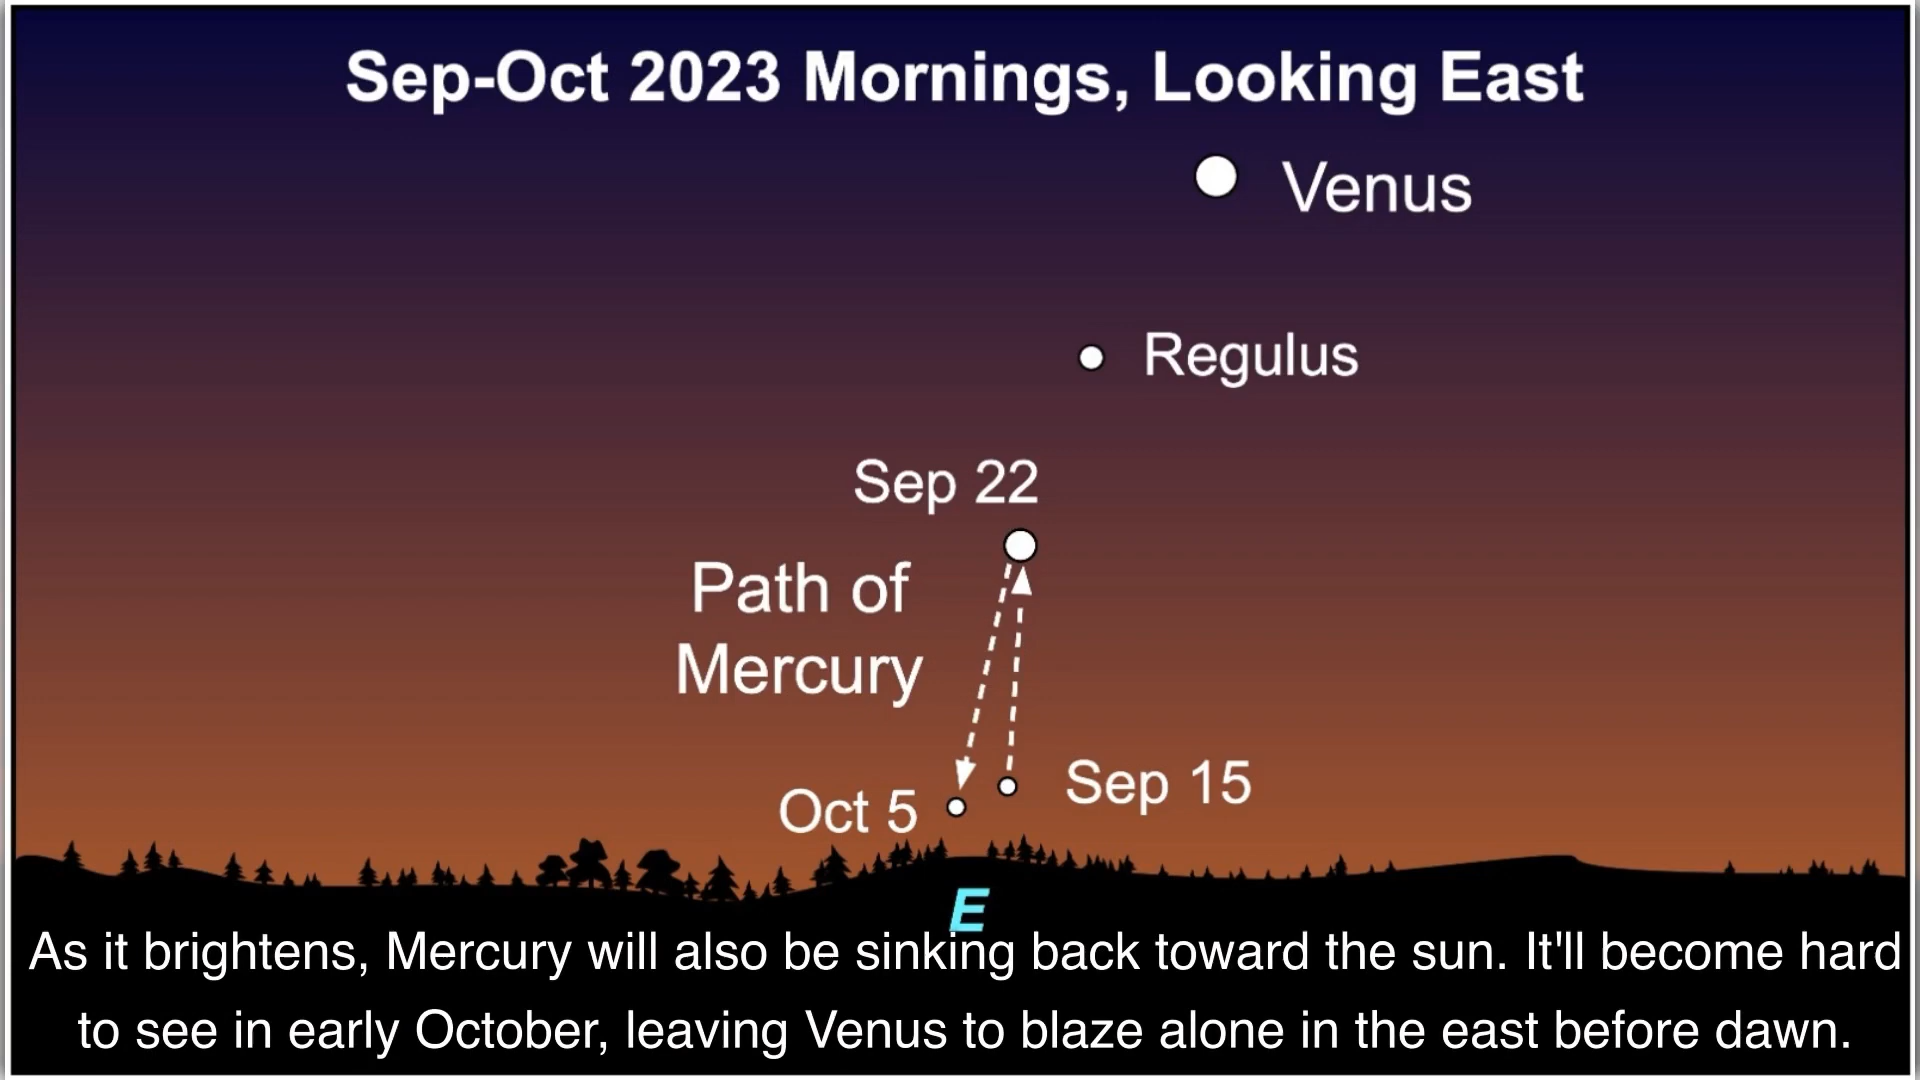 Sep-Oct 2023 Mornings, Looking East
Venus
Regulus
Sep 22
Path of
Mercury
Sep 15
Oct 5
E
As it brightens, Mercury will also be sinking back toward the sun. It'll become hard
to see in early October, leaving Venus to blaze alone in the east before dawn.